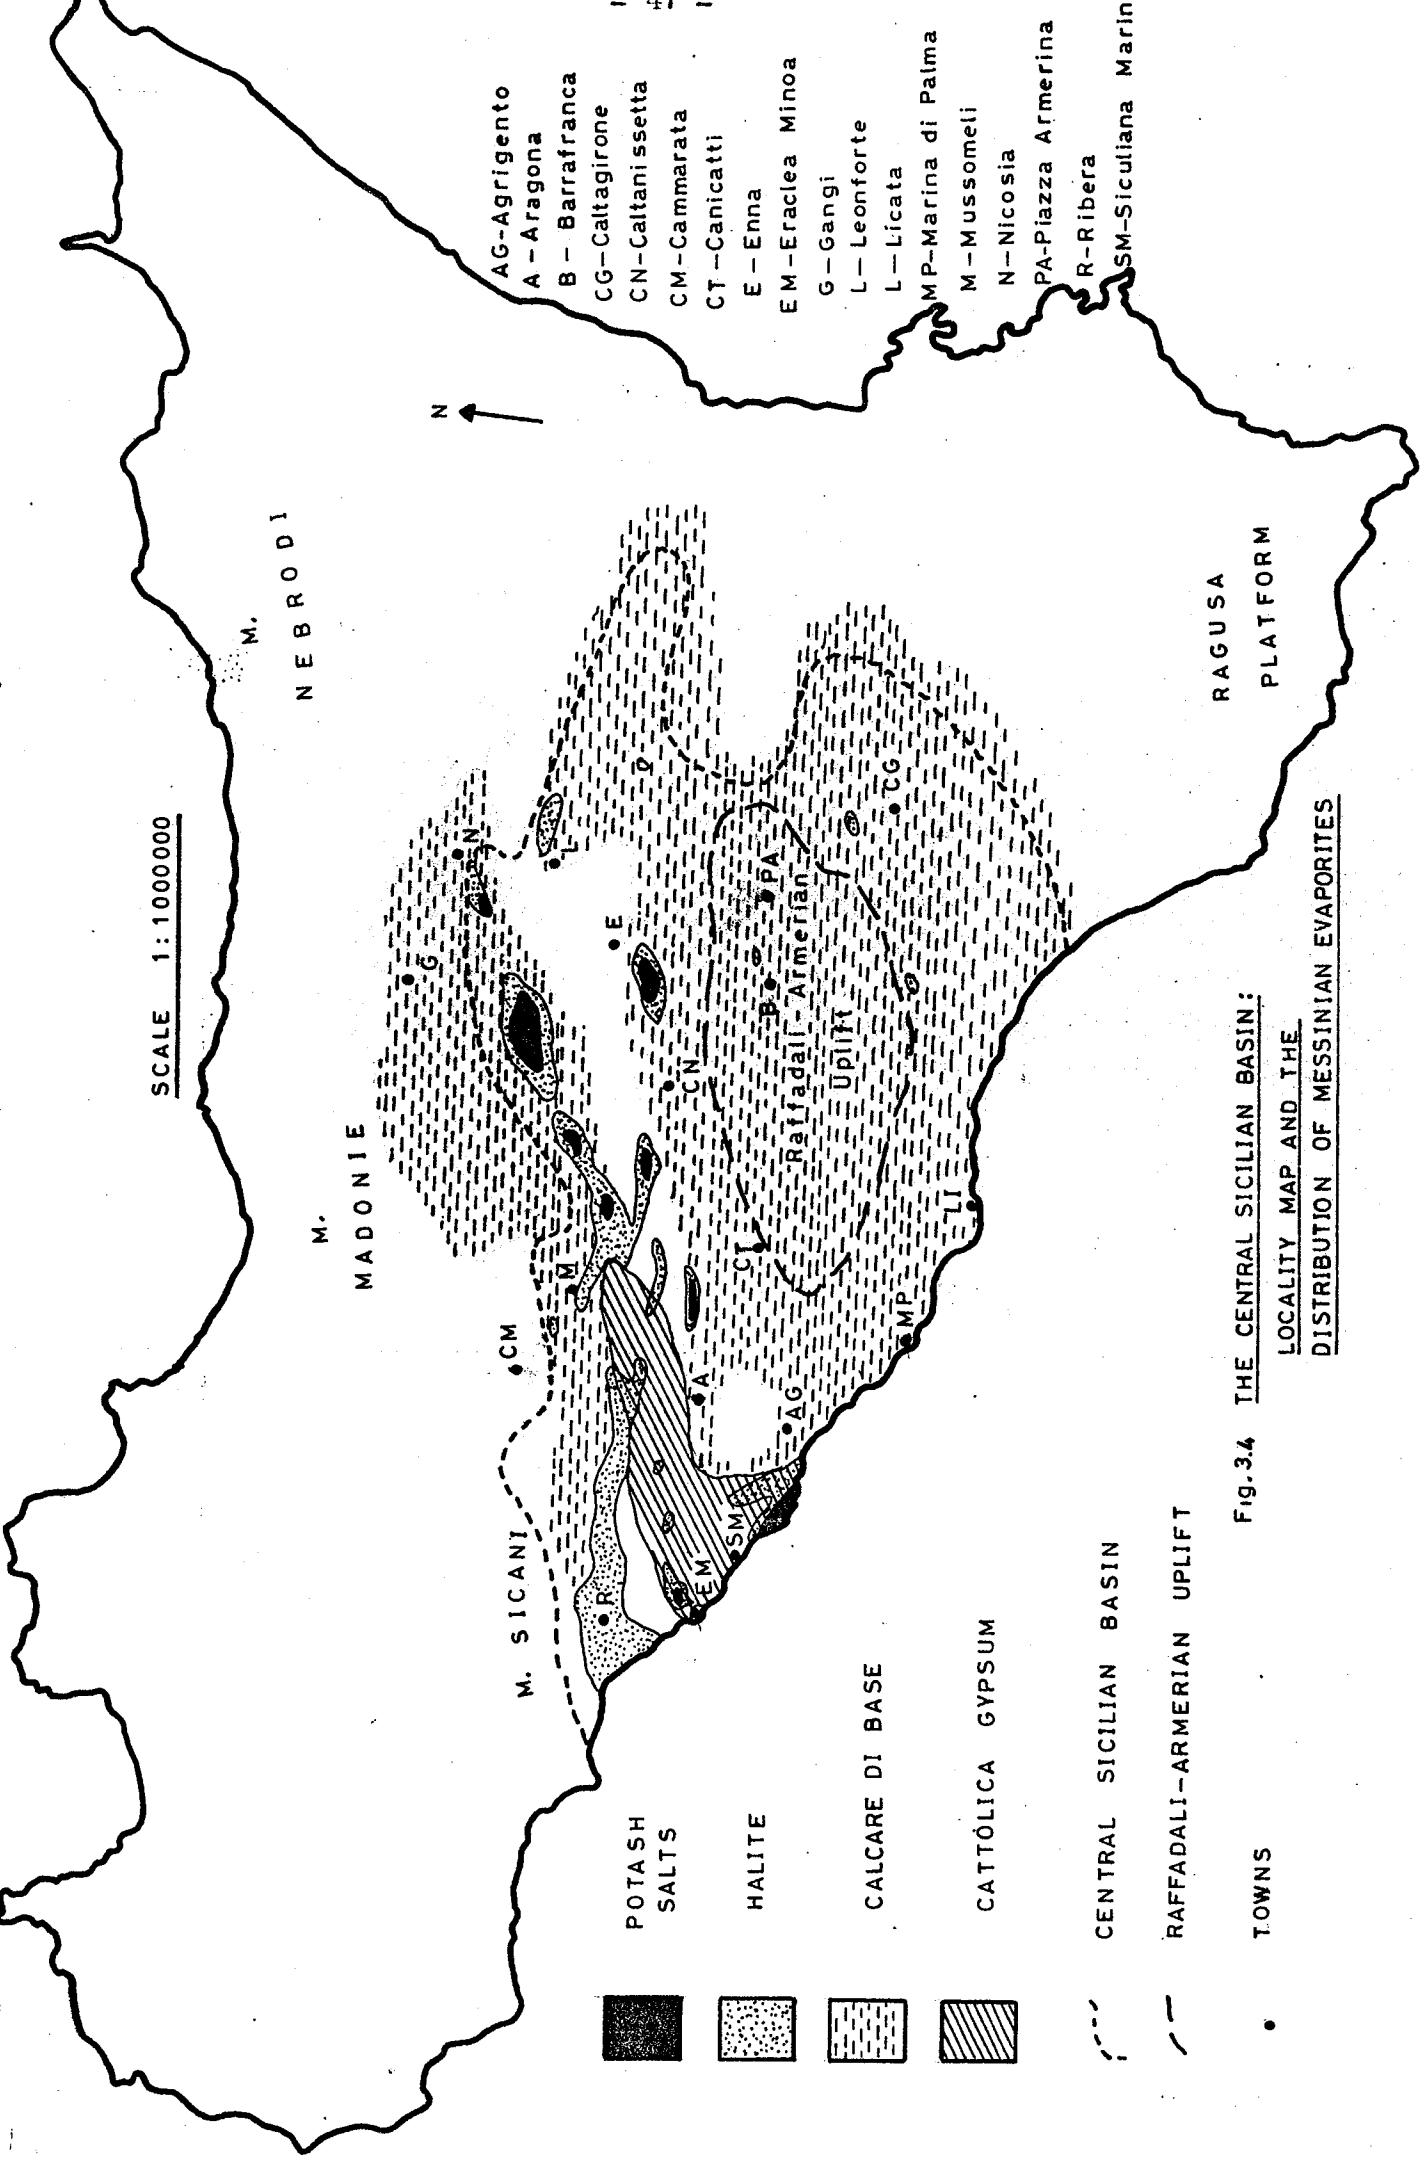 SCALE 1:1000000
N
M.
NEBRODI
M.
MADONIE
M. SICANI
RAGUSA
PLATFORM
G
N
L
E
CM
M
CN
A
AG
CT
B
PA
CG
R
EM
SM
MP
LI
Raffadali-Armerian
Uplift
AG-Agrigento
A-Aragona
B-Barrafranca
CG-Caltagirone
CN-Caltanissetta
CM-Cammarata
CT-Canicatti
E-Enna
EM-Eraclea Minoa
G-Gangi
L-Leonforte
L-Licata
MP-Marina di Palma
M-Mussomeli
N-Nicosia
PA-Piazza Armerina
R-Ribera
SM-Siculiana Marin
POTASH
SALTS
HALITE
CALCARE DI BASE
CATTOLICA GYPSUM
CENTRAL SICILIAN BASIN
RAFFADALI-ARMERIAN UPLIFT
TOWNS
Fig. 3.4 THE CENTRAL SICILIAN BASIN:
LOCALITY MAP AND THE
DISTRIBUTION OF MESSINIAN EVAPORITES